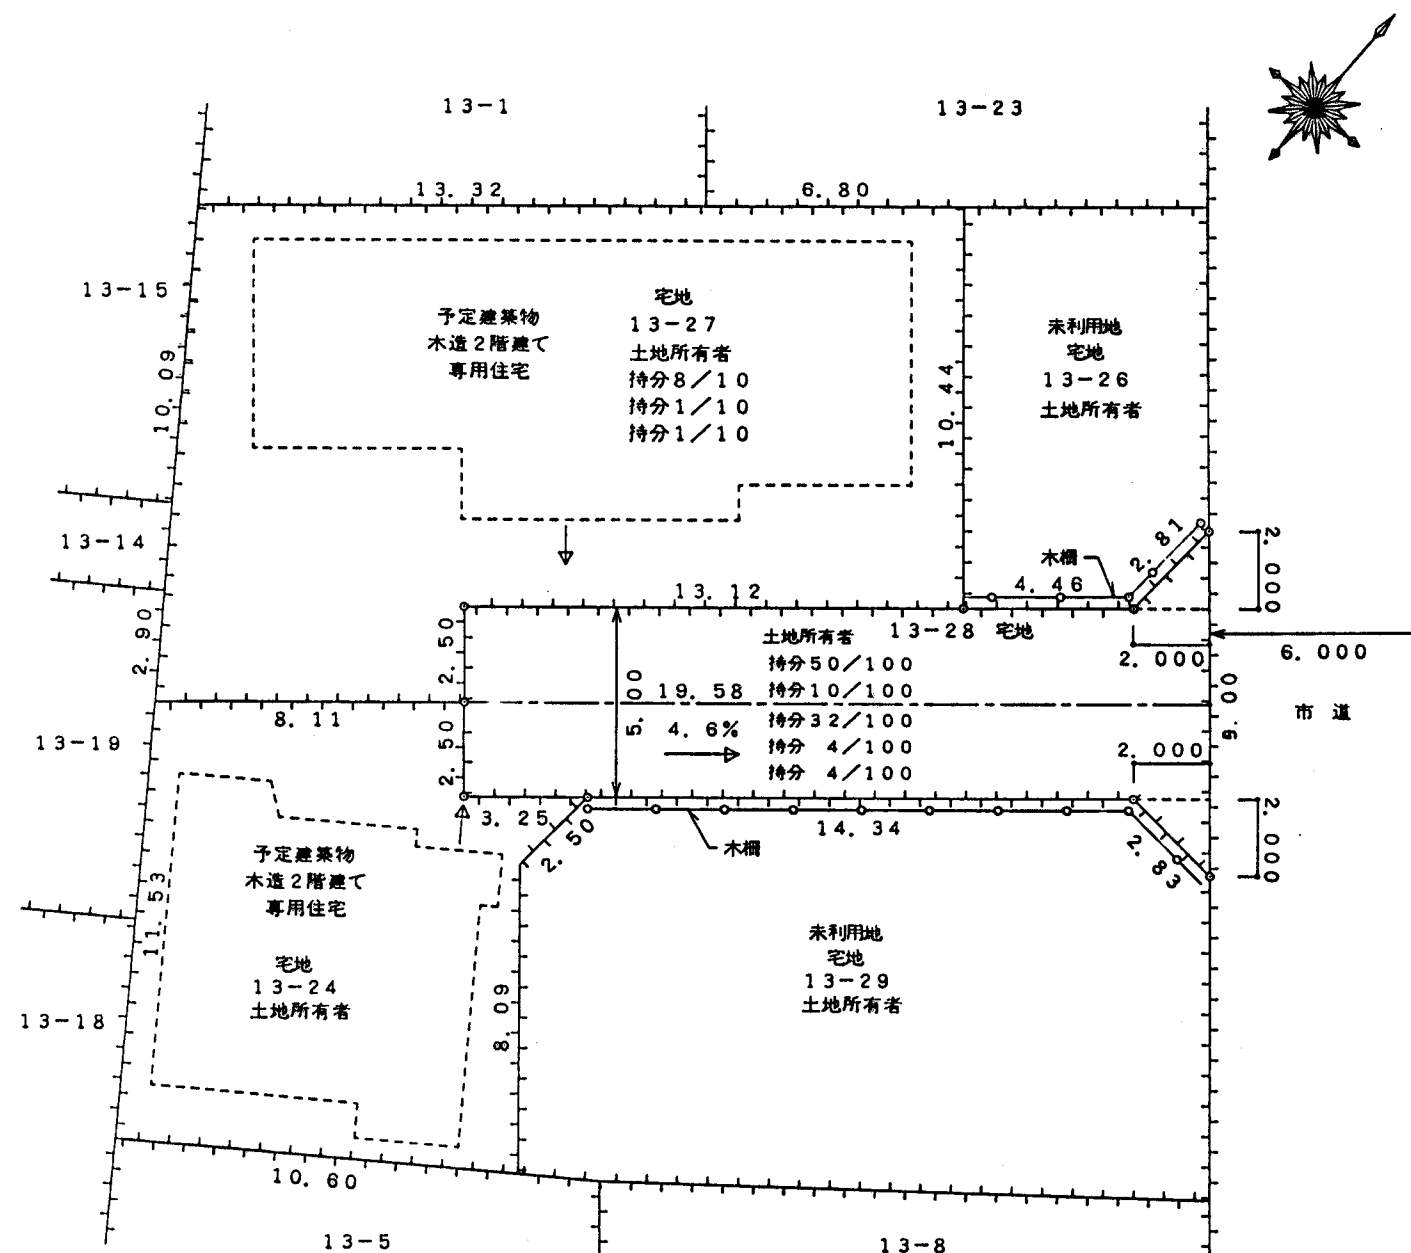 13-1
13-23
13.32
6.80
13-15
10.09
予定建築物
木造2階建て
専用住宅
宅地
13-27
土地所有者
持分8/10
持分1/10
持分1/10
10.44
未利用地
宅地
13-26
土地所有者
13-14
2.90
13.12
木柵
4.46
2.81
2.000
13-28 宅地
2.000
6.000
市道
9.00
土地所有者
持分50/100
持分10/100
持分32/100
持分 4/100
持分 4/100
2.50
2.50
5.00
19.58
4.6%
8.11
13-19
2.000
2.000
3.25
2.50
木柵
14.34
2.83
予定建築物
木造2階建て
専用住宅
11.53
宅地
13-24
土地所有者
13-18
8.09
未利用地
宅地
13-29
土地所有者
10.60
13-5
13-8